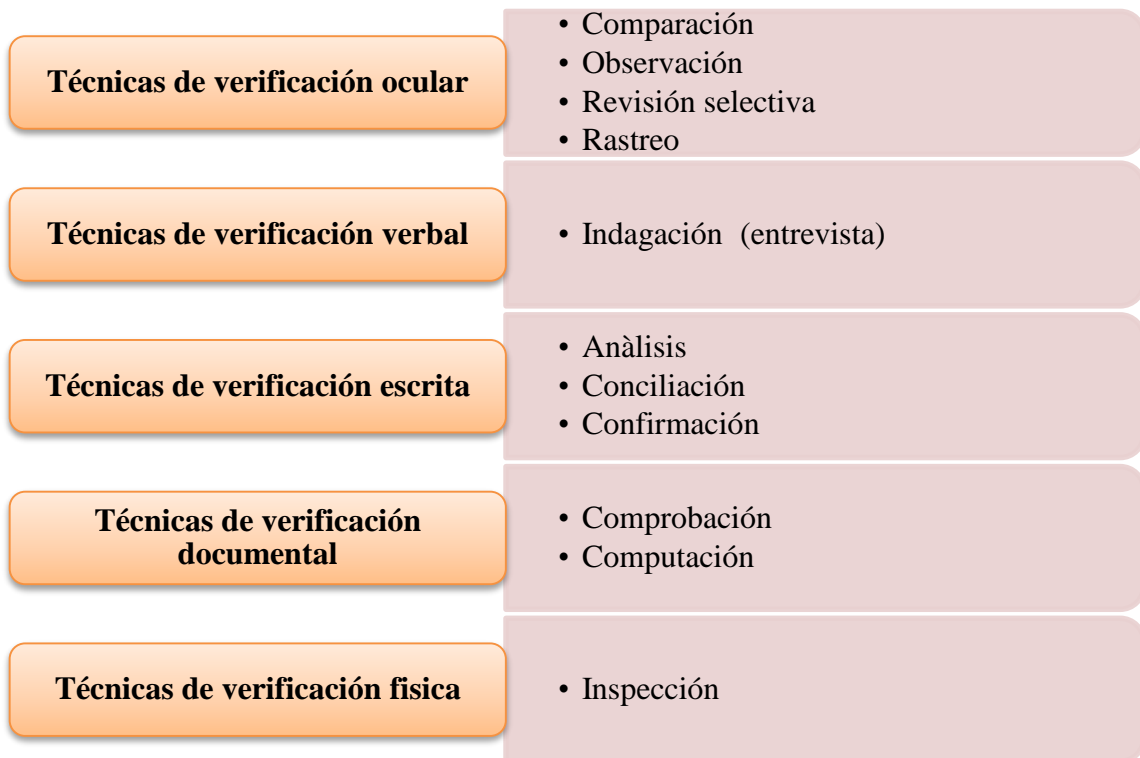 Técnicas de verificación ocular
• Comparación
• Observación
• Revisión selectiva
• Rastreo
Técnicas de verificación verbal
• Indagación (entrevista)
Técnicas de verificación escrita
• Anàlisis
• Conciliación
• Confirmación
Técnicas de verificación
documental
• Comprobación
• Computación
Técnicas de verificación fisica
• Inspección